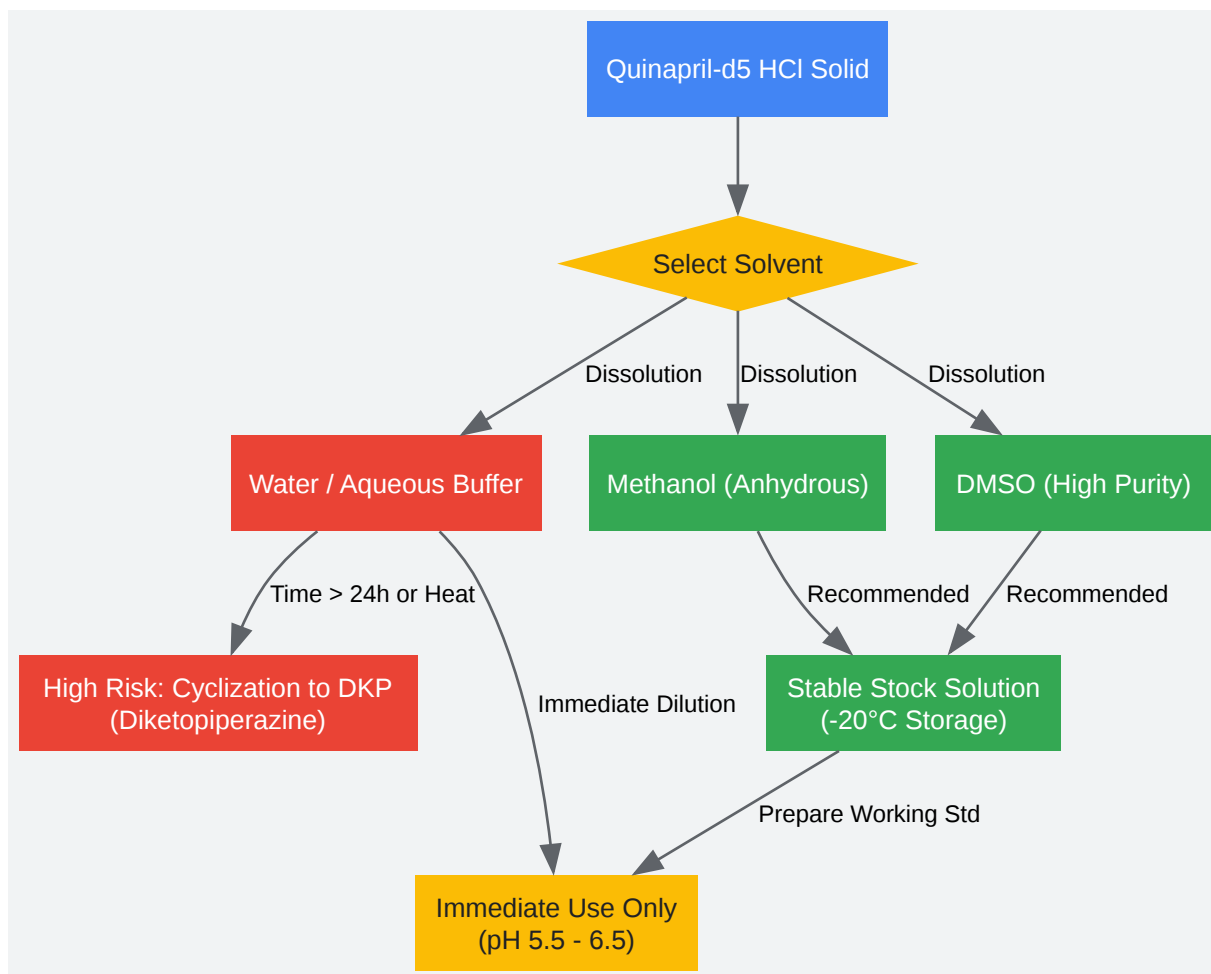 Quinapril-d5 HCl Solid
Select Solvent
Dissolution
Dissolution
Dissolution
Water / Aqueous Buffer
Methanol (Anhydrous)
DMSO (High Purity)
Time > 24h or Heat
Recommended
Recommended
High Risk: Cyclization to DKP
(Diketopiperazine)
Immediate Dilution
Stable Stock Solution
(-20°C Storage)
Prepare Working Std
Immediate Use Only
(pH 5.5 - 6.5)